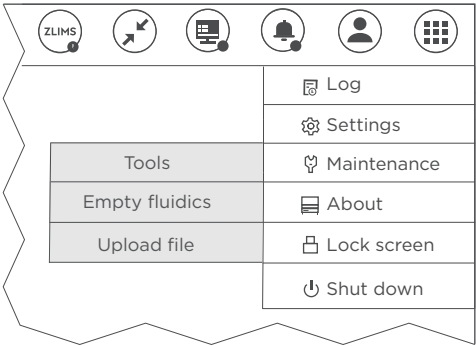 ZLIMS
Log
Settings
Tools
Maintenance
Empty fluidics
About
Upload file
Lock screen
Shut down